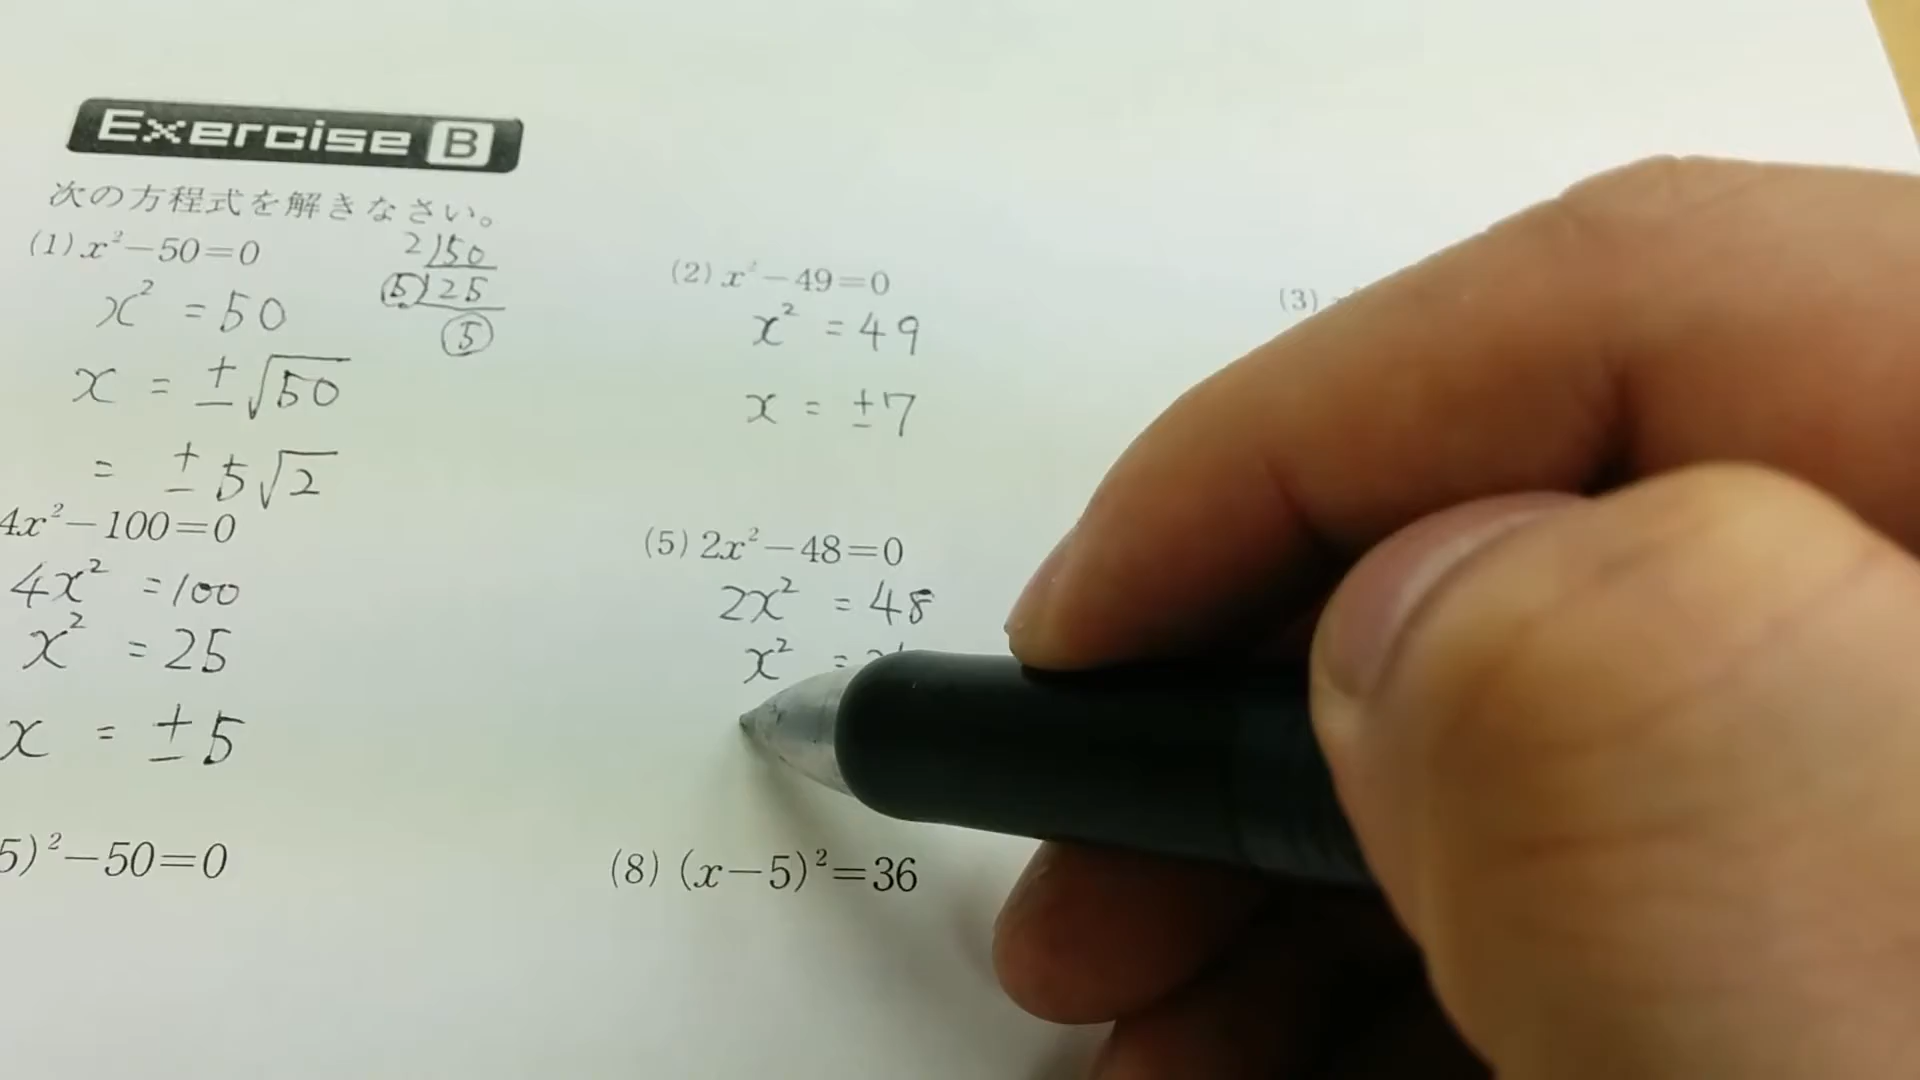 Exercise B
次の方程式を解きなさい。
(1) x²−50=0
x² = 50
x = ±√50
= ±5√2
2)50
5)25
5
(2) x²−49=0
x² = 49
x = ±7
(3)
4x²−100=0
4x² = 100
x² = 25
x = ±5
(5) 2x²−48=0
2x² = 48
x² =
5)²−50=0
(8) (x−5)²=36